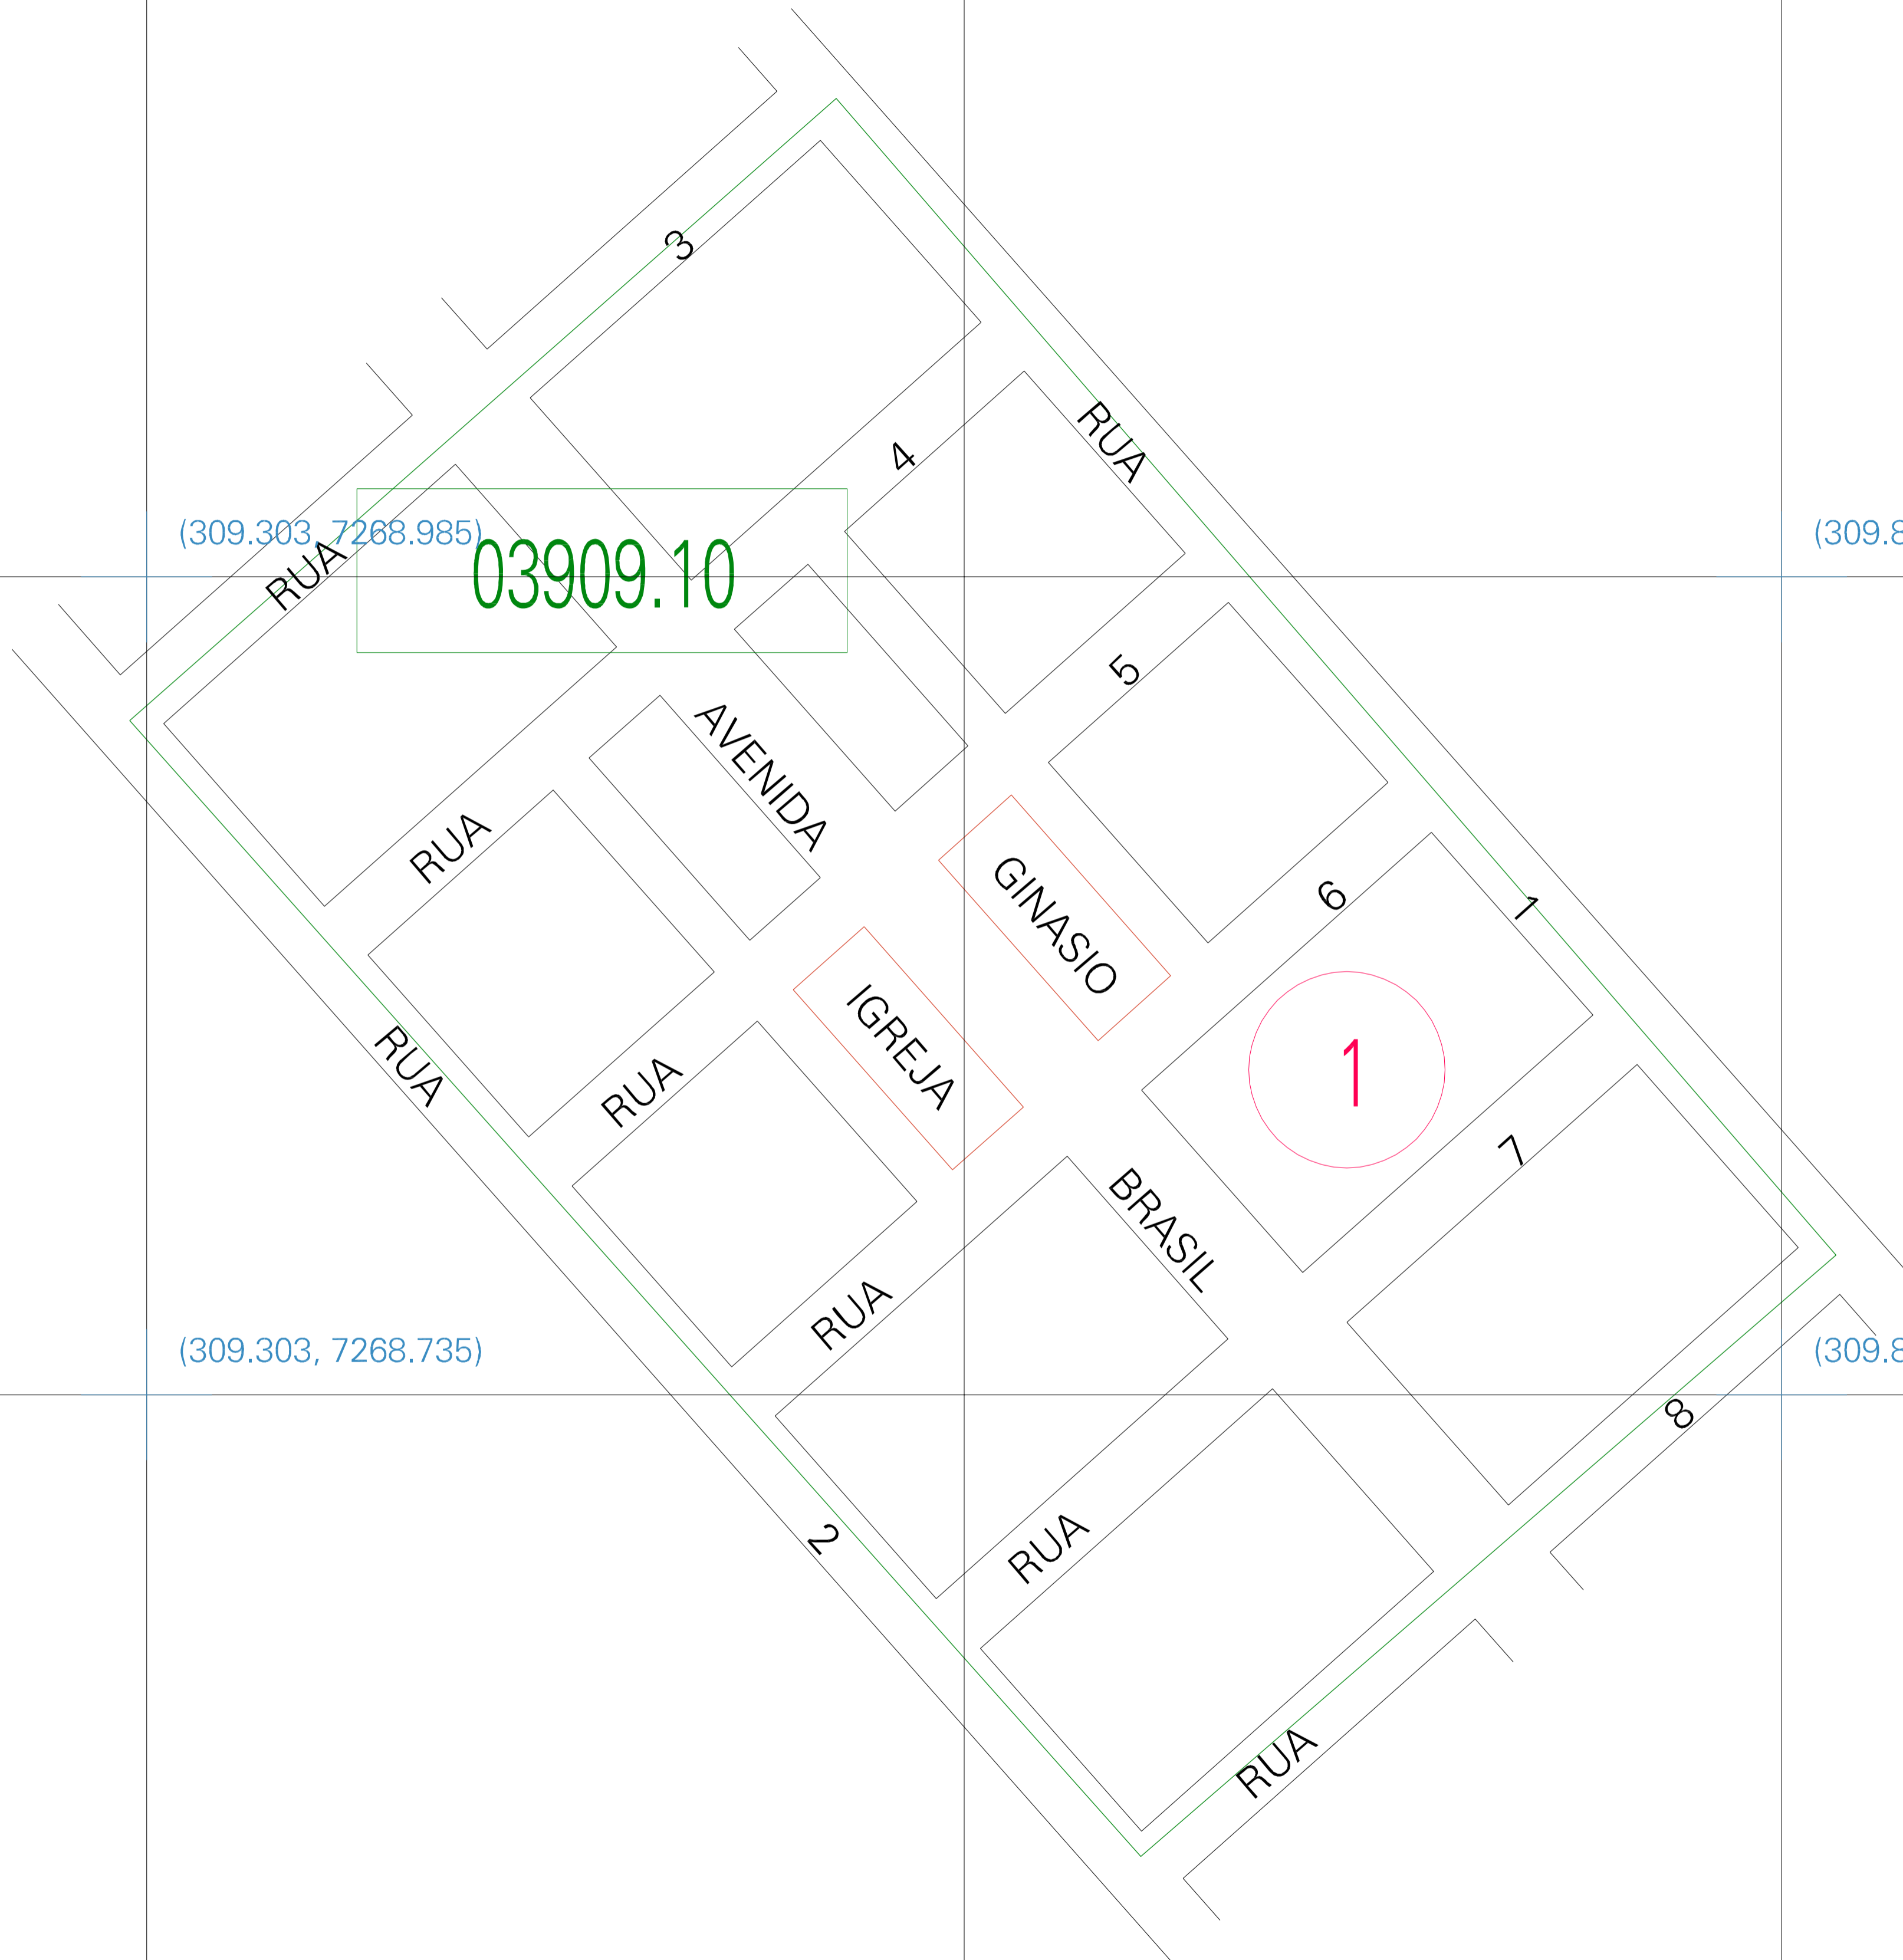 3
RUA
4
(309.303, 7268.985)
(309.8
03909.10
RUA
5
AVENIDA
RUA
GINASIO
6
1
IGREJA
RUA
RUA
1
7
BRASIL
RUA
(309.303, 7268.735)
(309.8
8
2
RUA
RUA